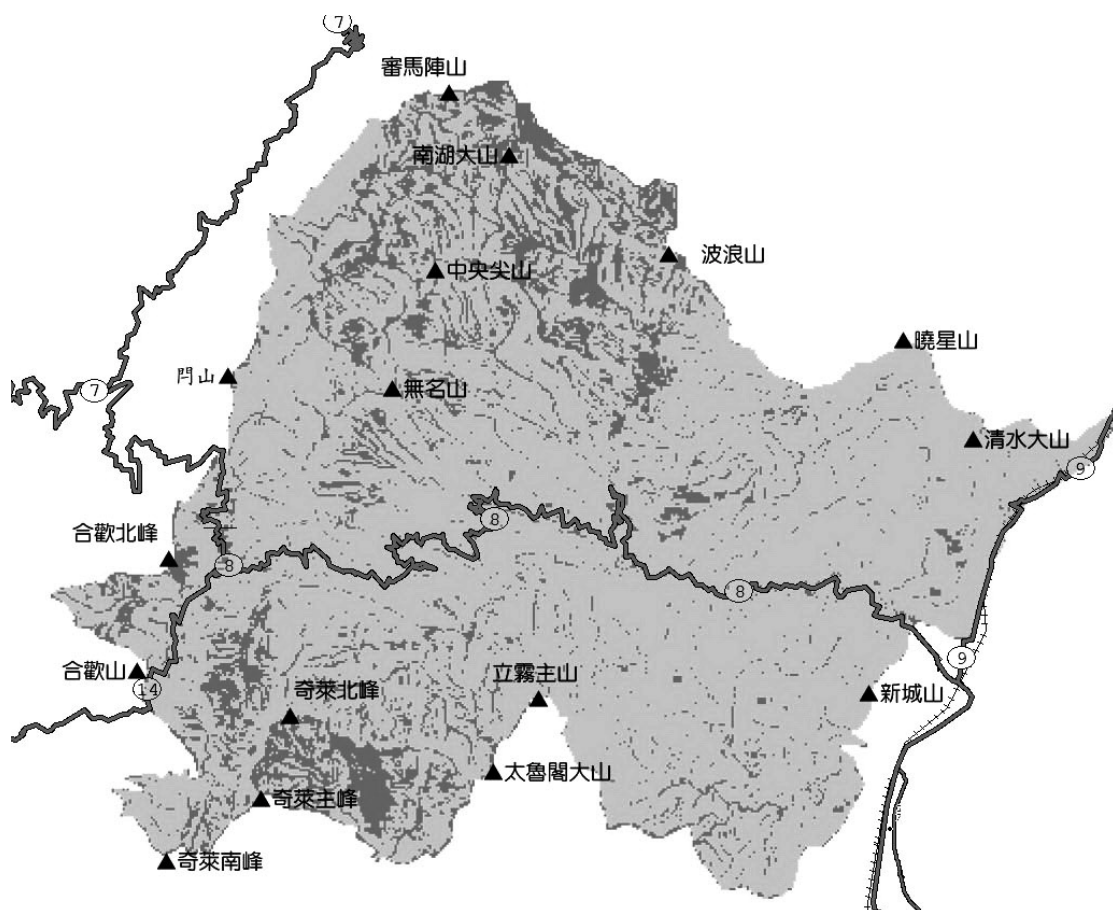 7
審馬陣山
南湖大山
波浪山
中央尖山
曉星山
閂山
7
無名山
清水大山
9
8
合歡北峰
8
8
合歡山
14
奇萊北峰
立霧主山
9
新城山
太魯閣大山
奇萊主峰
奇萊南峰